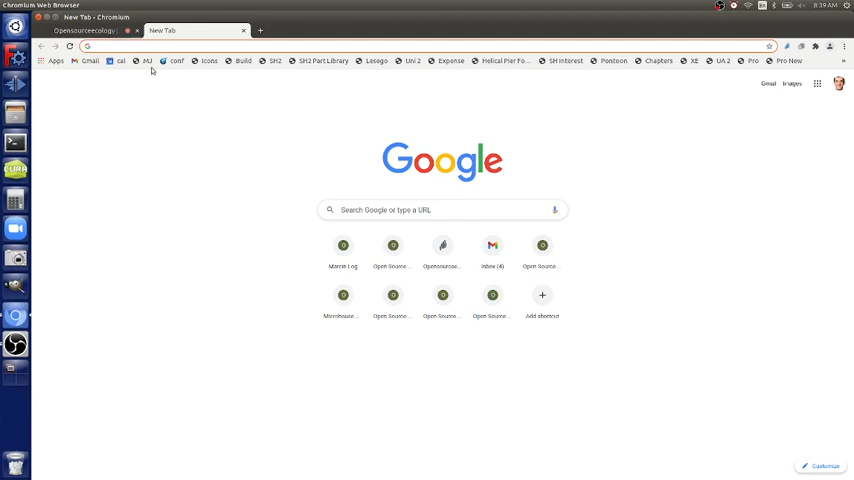 Chromium Web Browser
En
8:39 AM
New Tab - Chromium
Opensourceecology |
New Tab
G
Apps Gmail cal MJ conf Icons Build SH2 SH2 Part Library Lesego Uni 2 Expense Helical Pier Fo... SH Interest Pontoon Chapters XE UA 2 Pro Pro New »
Gmail Images
Google
Search Google or type a URL
Marcin Log Open Source ... Opensourcee... Inbox (4) Open Source ...
Microhouse ... Open Source ... Open Source ... Open Source ... Add shortcut
CURA
Customize